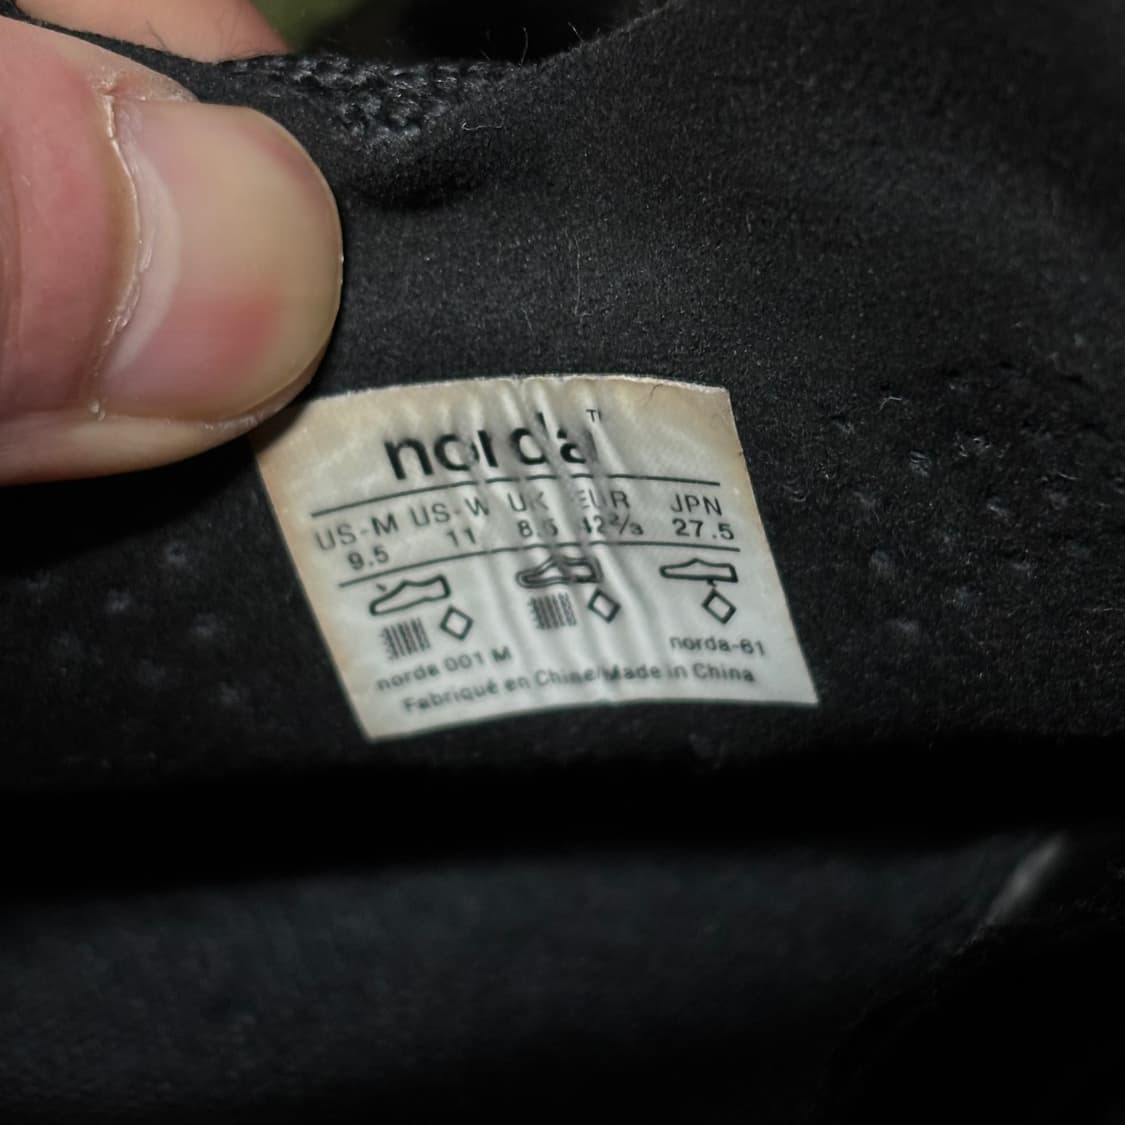 norda™
US-M US-W UK EUR JPN
9.5 11 8.5 42⅔ 27.5
norda 001 M norda-61
Fabriqué en Chine/Made in China